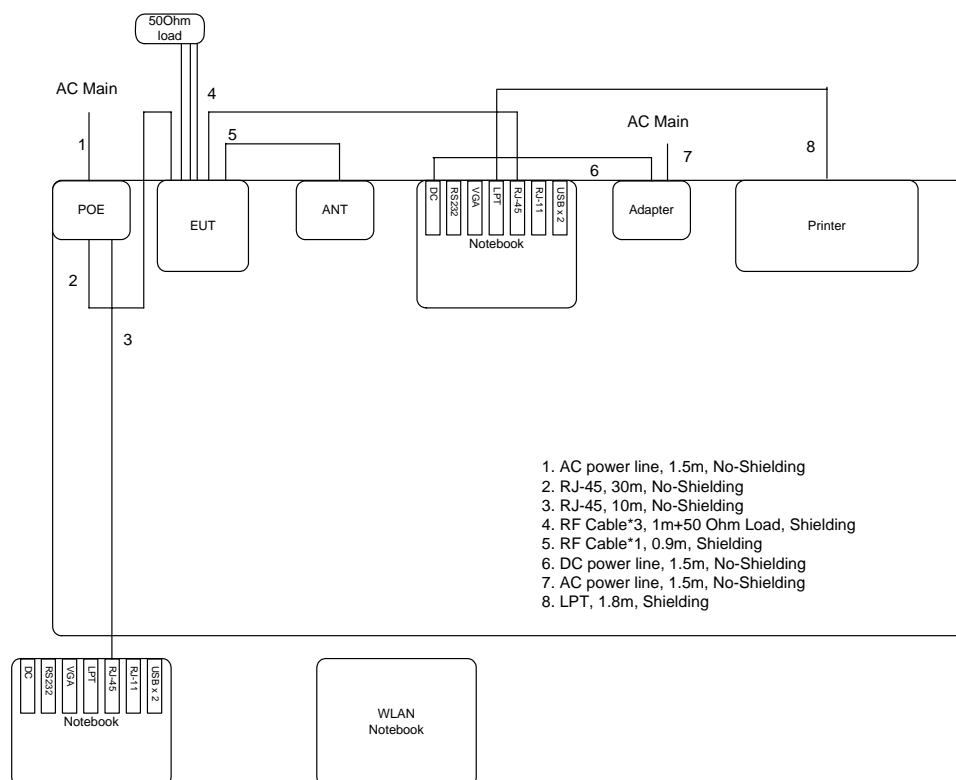 50Ohm
load
AC Main
4
AC Main
1
5
6
7
8
POE
EUT
ANT
DC
RS232
VGA
LPT
RJ-45
RJ-11
USB x 2
Notebook
Adapter
Printer
2
3
1. AC power line, 1.5m, No-Shielding
2. RJ-45, 30m, No-Shielding
3. RJ-45, 10m, No-Shielding
4. RF Cable*3, 1m+50 Ohm Load, Shielding
5. RF Cable*1, 0.9m, Shielding
6. DC power line, 1.5m, No-Shielding
7. AC power line, 1.5m, No-Shielding
8. LPT, 1.8m, Shielding
DC
RS232
VGA
LPT
RJ-45
RJ-11
USB x 2
Notebook
WLAN
Notebook